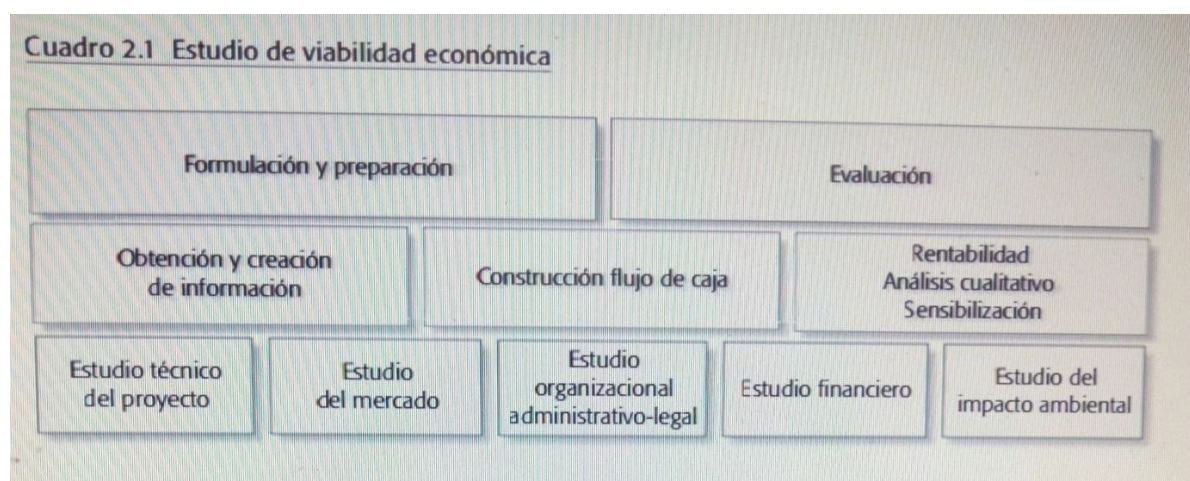 Cuadro 2.1 Estudio de viabilidad económica
Formulación y preparación
Evaluación
Obtención y creación
de información
Construcción flujo de caja
Rentabilidad
Análisis cualitativo
Sensibilización
Estudio técnico
del proyecto
Estudio
del mercado
Estudio
organizacional
administrativo-legal
Estudio financiero
Estudio del
impacto ambiental